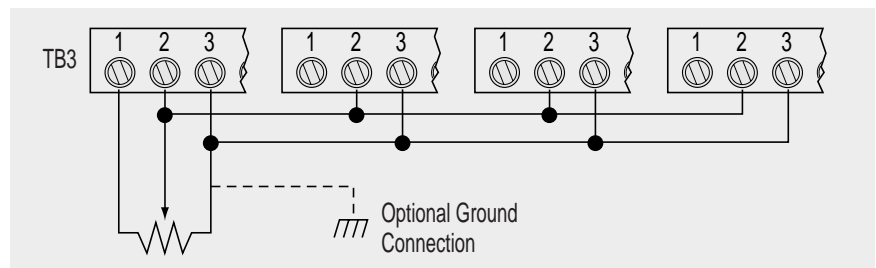 1 2 3 1 2 3 1 2 3 1 2 3
TB3
Optional Ground
Connection